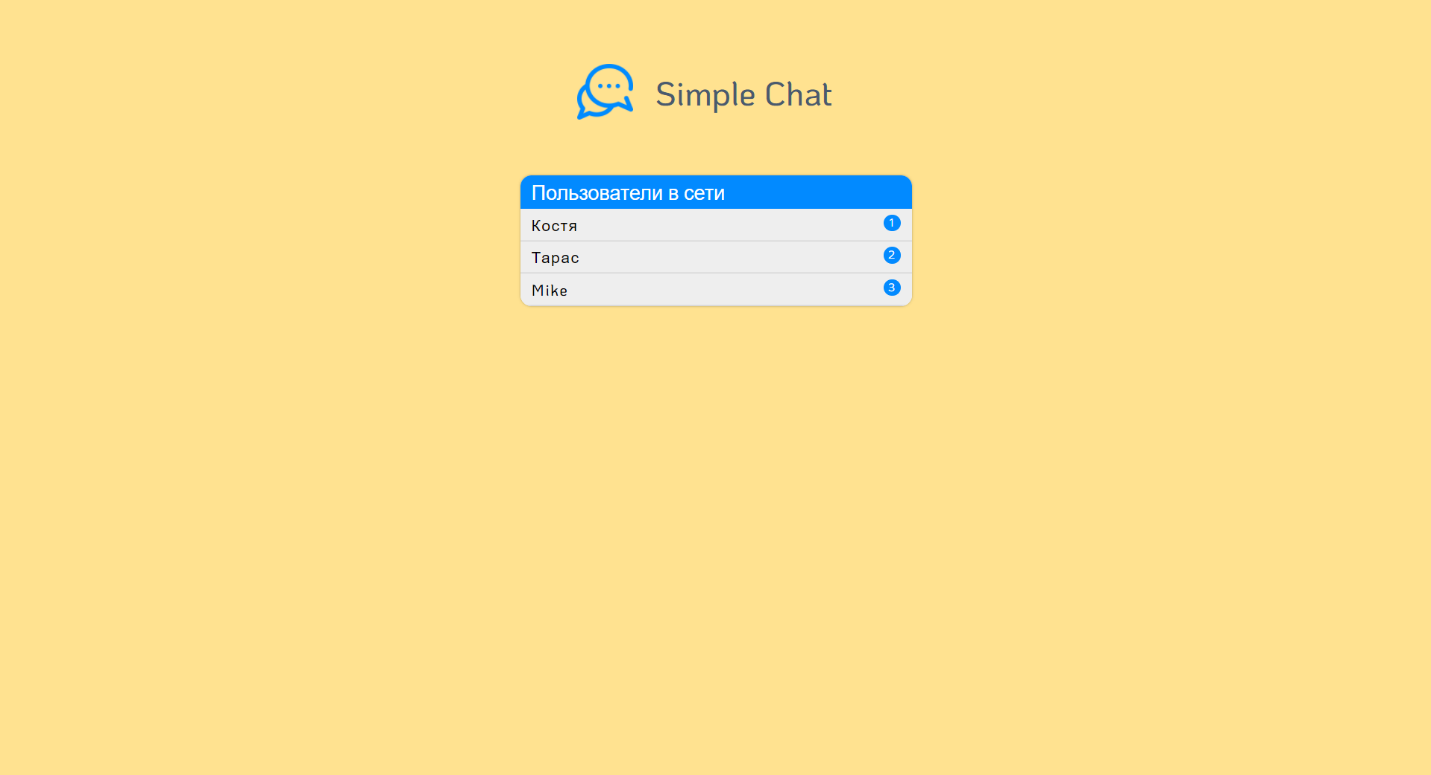 Simple Chat
Пользователи в сети
Костя 1
Тарас 2
Mike 3